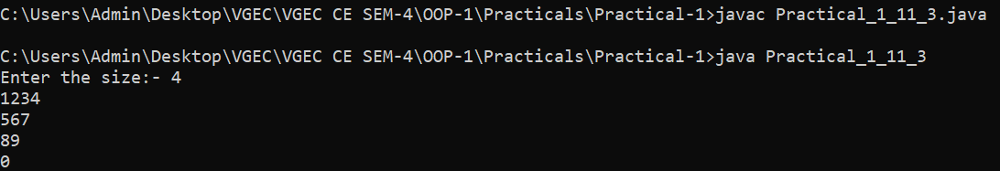 C:\Users\Admin\Desktop\VGEC\VGEC CE SEM-4\OOP-1\Practicals\Practical-1>javac Practical_1_11_3.java
C:\Users\Admin\Desktop\VGEC\VGEC CE SEM-4\OOP-1\Practicals\Practical-1>java Practical_1_11_3
Enter the size:- 4
1234
567
89
0